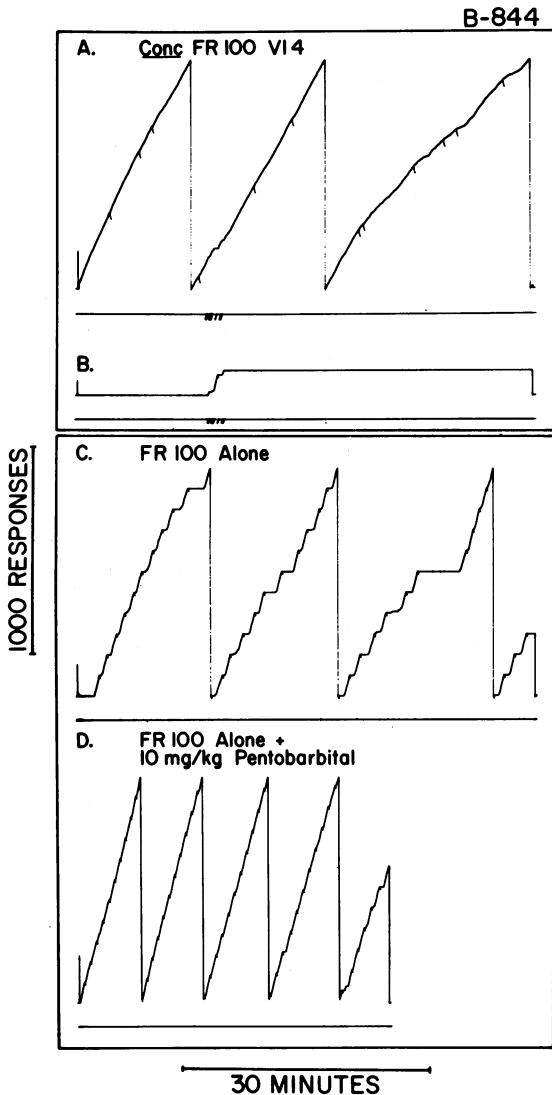 B-844
A. Conc FR 100 VI 4
B.
C. FR 100 Alone
1000 RESPONSES
D. FR 100 Alone +
10 mg/kg Pentobarbital
30 MINUTES